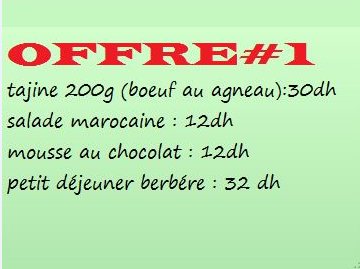 OFFRE#1
tajine 200g (boeuf au agneau):30dh
salade marocaine : 12dh
mousse au chocolat : 12dh
petit déjeuner berbére : 32 dh